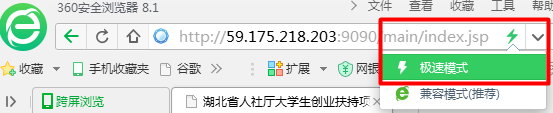 360安全浏览器 8.1
文件 查看 收藏 工具 帮助
http://59.175.218.203:9090/main/index.jsp
收藏 手机收藏夹 谷歌 >> 扩展 网银
极速模式
兼容模式(推荐)
跨屏浏览 湖北省人社厅大学生创业扶持项